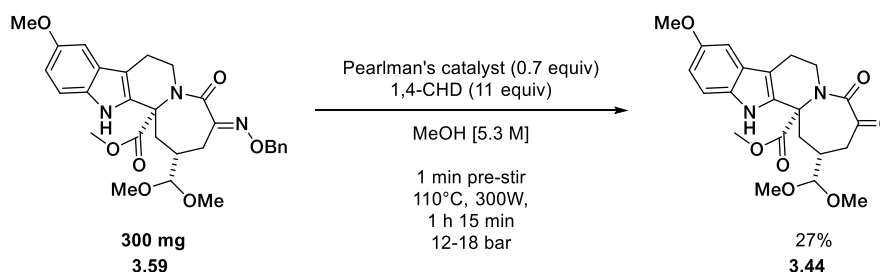 MeO
O
N
NH
N
OBn
O
O
MeO
O
OMe
300 mg
3.59
Pearlman's catalyst (0.7 equiv)
1,4-CHD (11 equiv)
MeOH [5.3 M]
1 min pre-stir
110°C, 300W,
1 h 15 min
12-18 bar
MeO
O
N
O
NH
O
O
MeO
O
OMe
27%
3.44